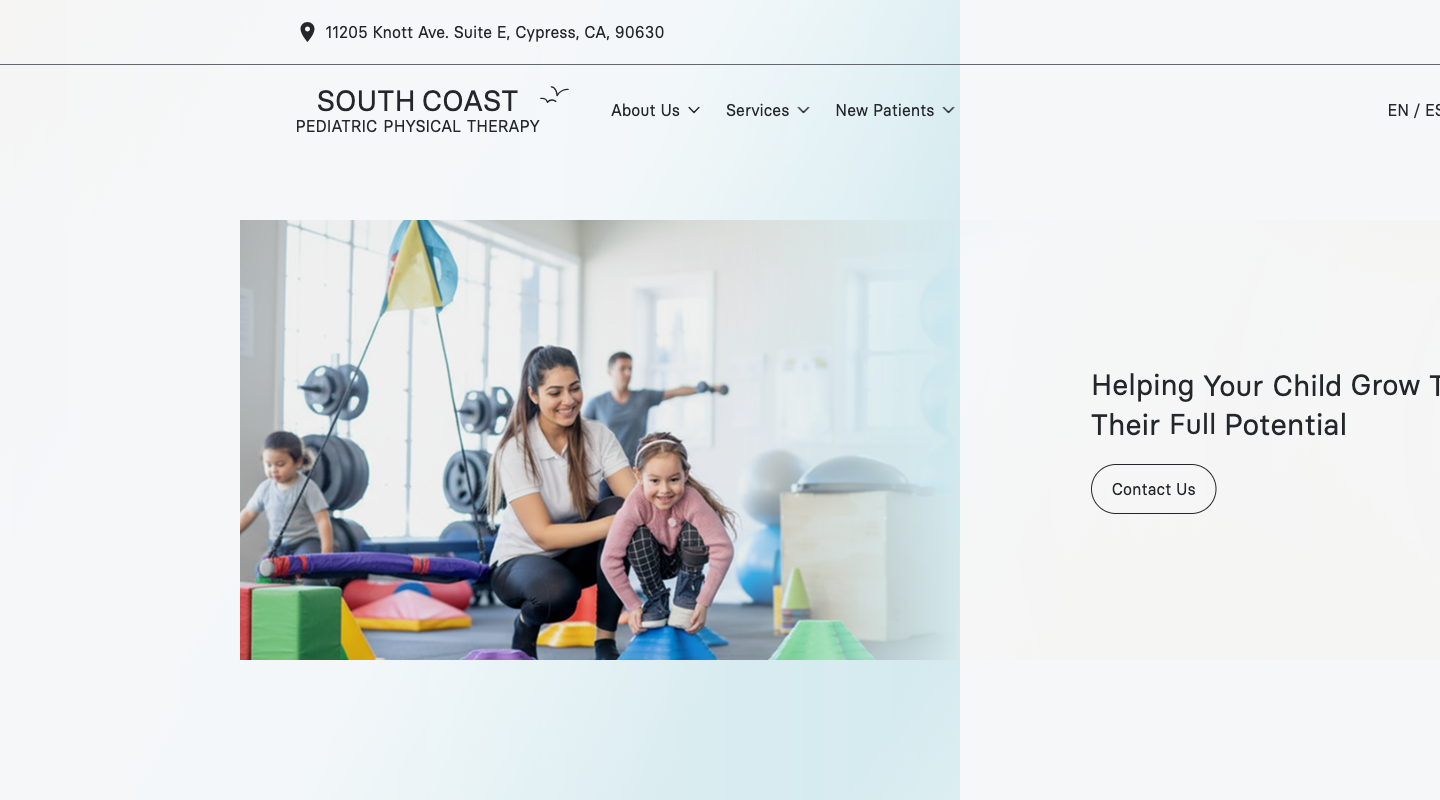 11205 Knott Ave. Suite E, Cypress, CA, 90630
SOUTH COAST
PEDIATRIC PHYSICAL THERAPY
About Us
Services
New Patients
EN / ES
Helping Your Child Grow T
Their Full Potential
Contact Us